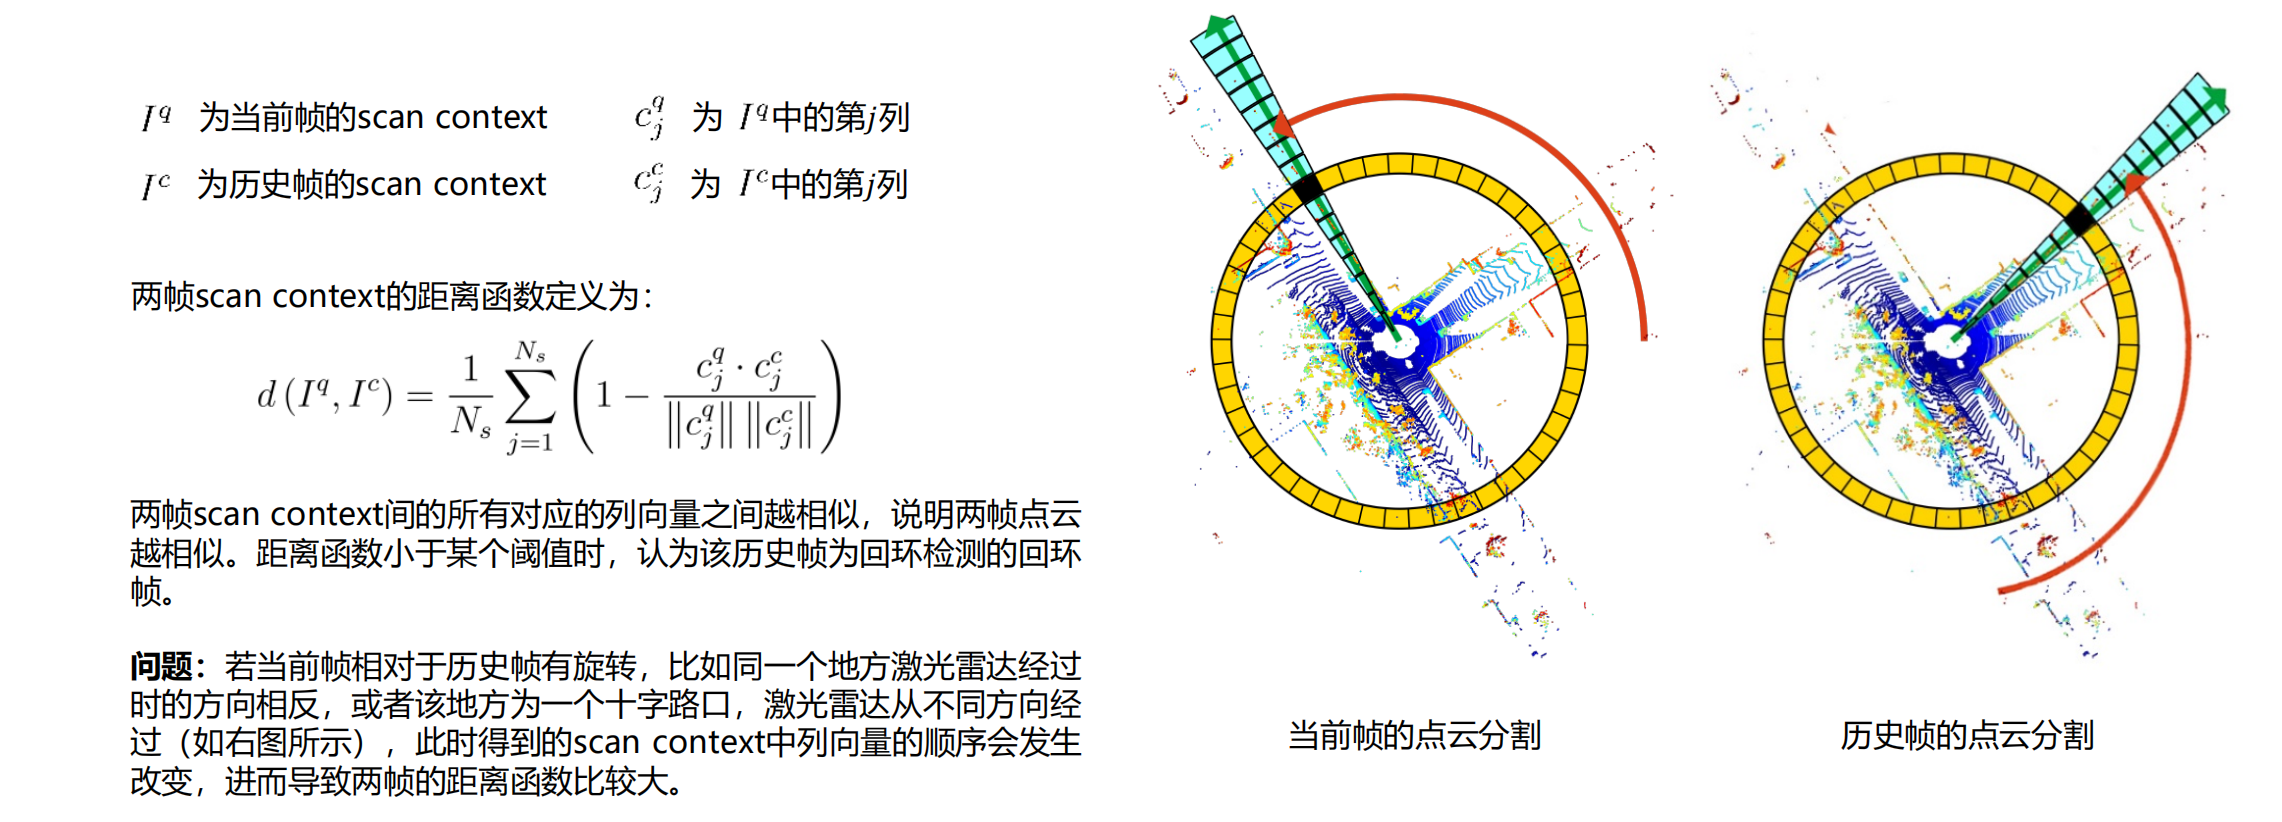 I^q 为当前帧的scan context c_j^q 为 I^q中的第j列
I^c 为历史帧的scan context c_j^c 为 I^c中的第j列
两帧scan context的距离函数定义为：
d(I^q, I^c) = \frac{1}{N_s} \sum_{j=1}^{N_s} \left(1 - \frac{c_j^q \cdot c_j^c}{\|c_j^q\| \|c_j^c\|}\right)
两帧scan context间的所有对应的列向量之间越相似，说明两帧点云
越相似。距离函数小于某个阈值时，认为该历史帧为回环检测的回环
帧。
问题：若当前帧相对于历史帧有旋转，比如同一个地方激光雷达经过
时的方向相反，或者该地方为一个十字路口，激光雷达从不同方向经
过（如右图所示），此时得到的scan context中列向量的顺序会发生
改变，进而导致两帧的距离函数比较大。
当前帧的点云分割
历史帧的点云分割